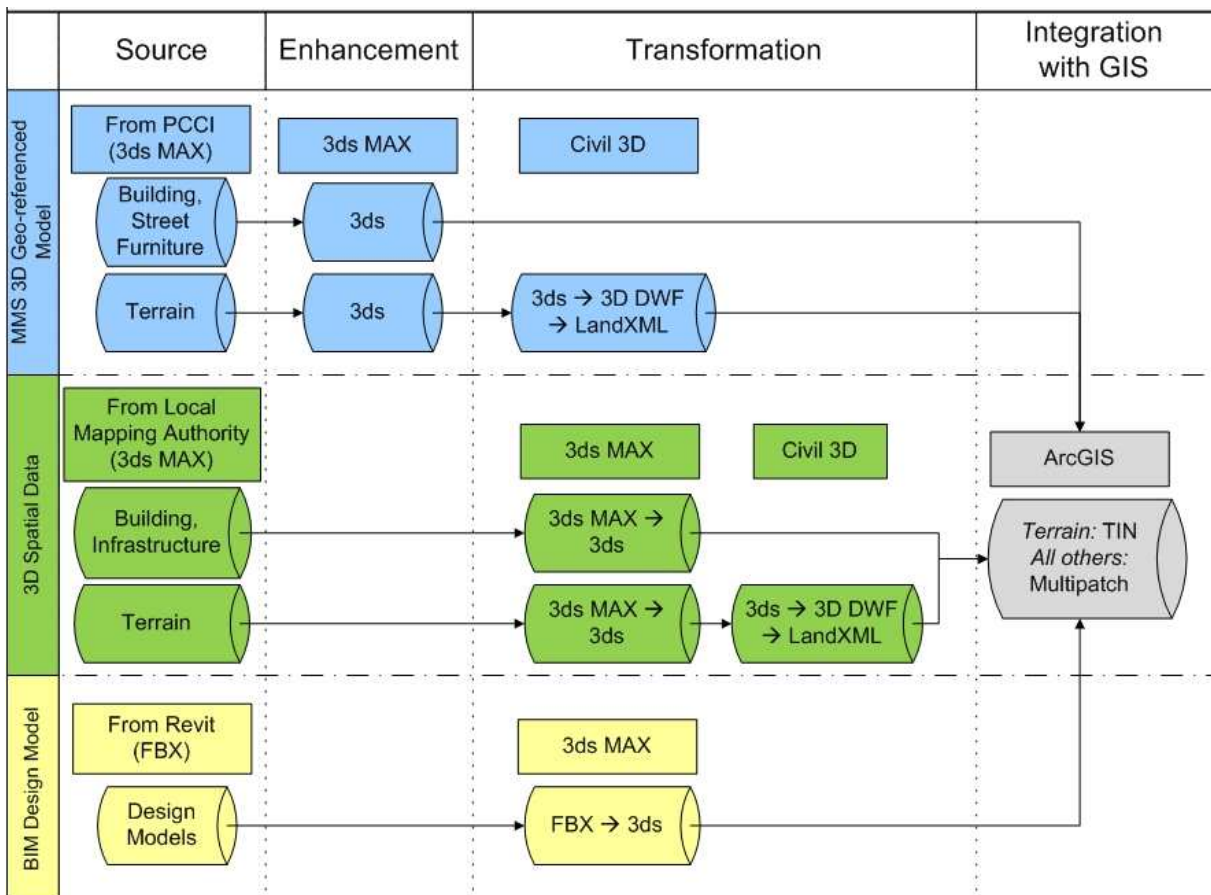 Source
Enhancement
Transformation
Integration
with GIS
MMS 3D Geo-referenced
Model
From PCCI
(3ds MAX)
3ds MAX
Civil 3D
Building,
Street
Furniture
3ds
Terrain
3ds
3ds → 3D DWF
→ LandXML
3D Spatial Data
From Local
Mapping Authority
(3ds MAX)
3ds MAX
Civil 3D
ArcGIS
Building,
Infrastructure
3ds MAX →
3ds
Terrain: TIN
All others:
Multipatch
Terrain
3ds MAX →
3ds
3ds → 3D DWF
→ LandXML
BIM Design Model
From Revit
(FBX)
3ds MAX
Design
Models
FBX → 3ds